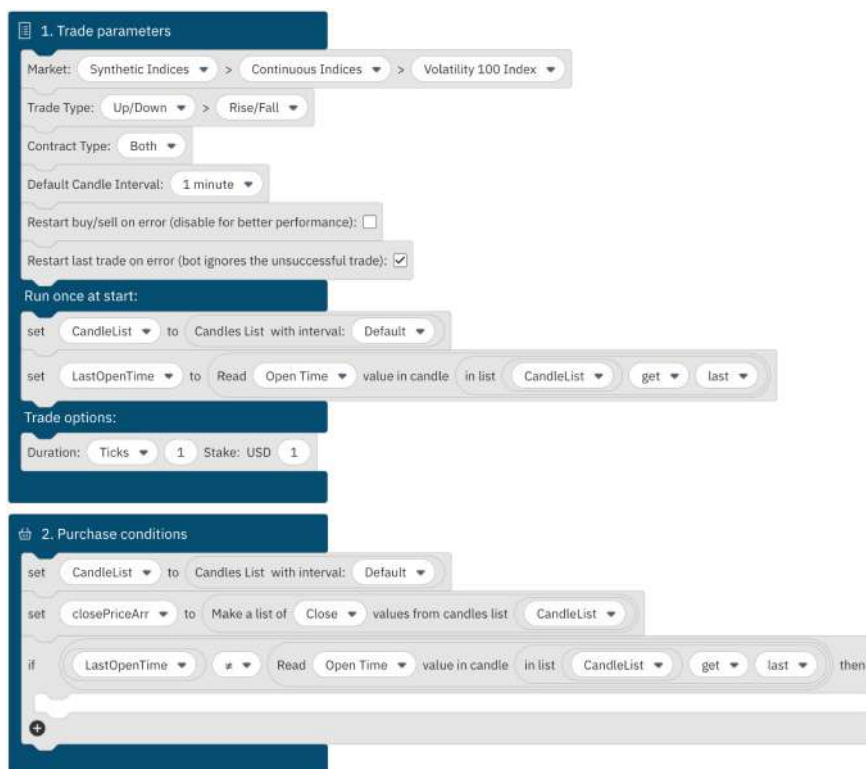 1. Trade parameters
Market: Synthetic Indices > Continuous Indices > Volatility 100 Index
Trade Type: Up/Down > Rise/Fall
Contract Type: Both
Default Candle Interval: 1 minute
Restart buy/sell on error (disable for better performance):
Restart last trade on error (bot ignores the unsuccessful trade):
Run once at start:
set CandleList to Candles List with interval: Default
set LastOpenTime to Read Open Time value in candle in list CandleList get last
Trade options:
Duration: Ticks 1 Stake: USD 1
2. Purchase conditions
set CandleList to Candles List with interval: Default
set closePriceArr to Make a list of Close values from candles list CandleList
if LastOpenTime ≠ Read Open Time value in candle in list CandleList get last then